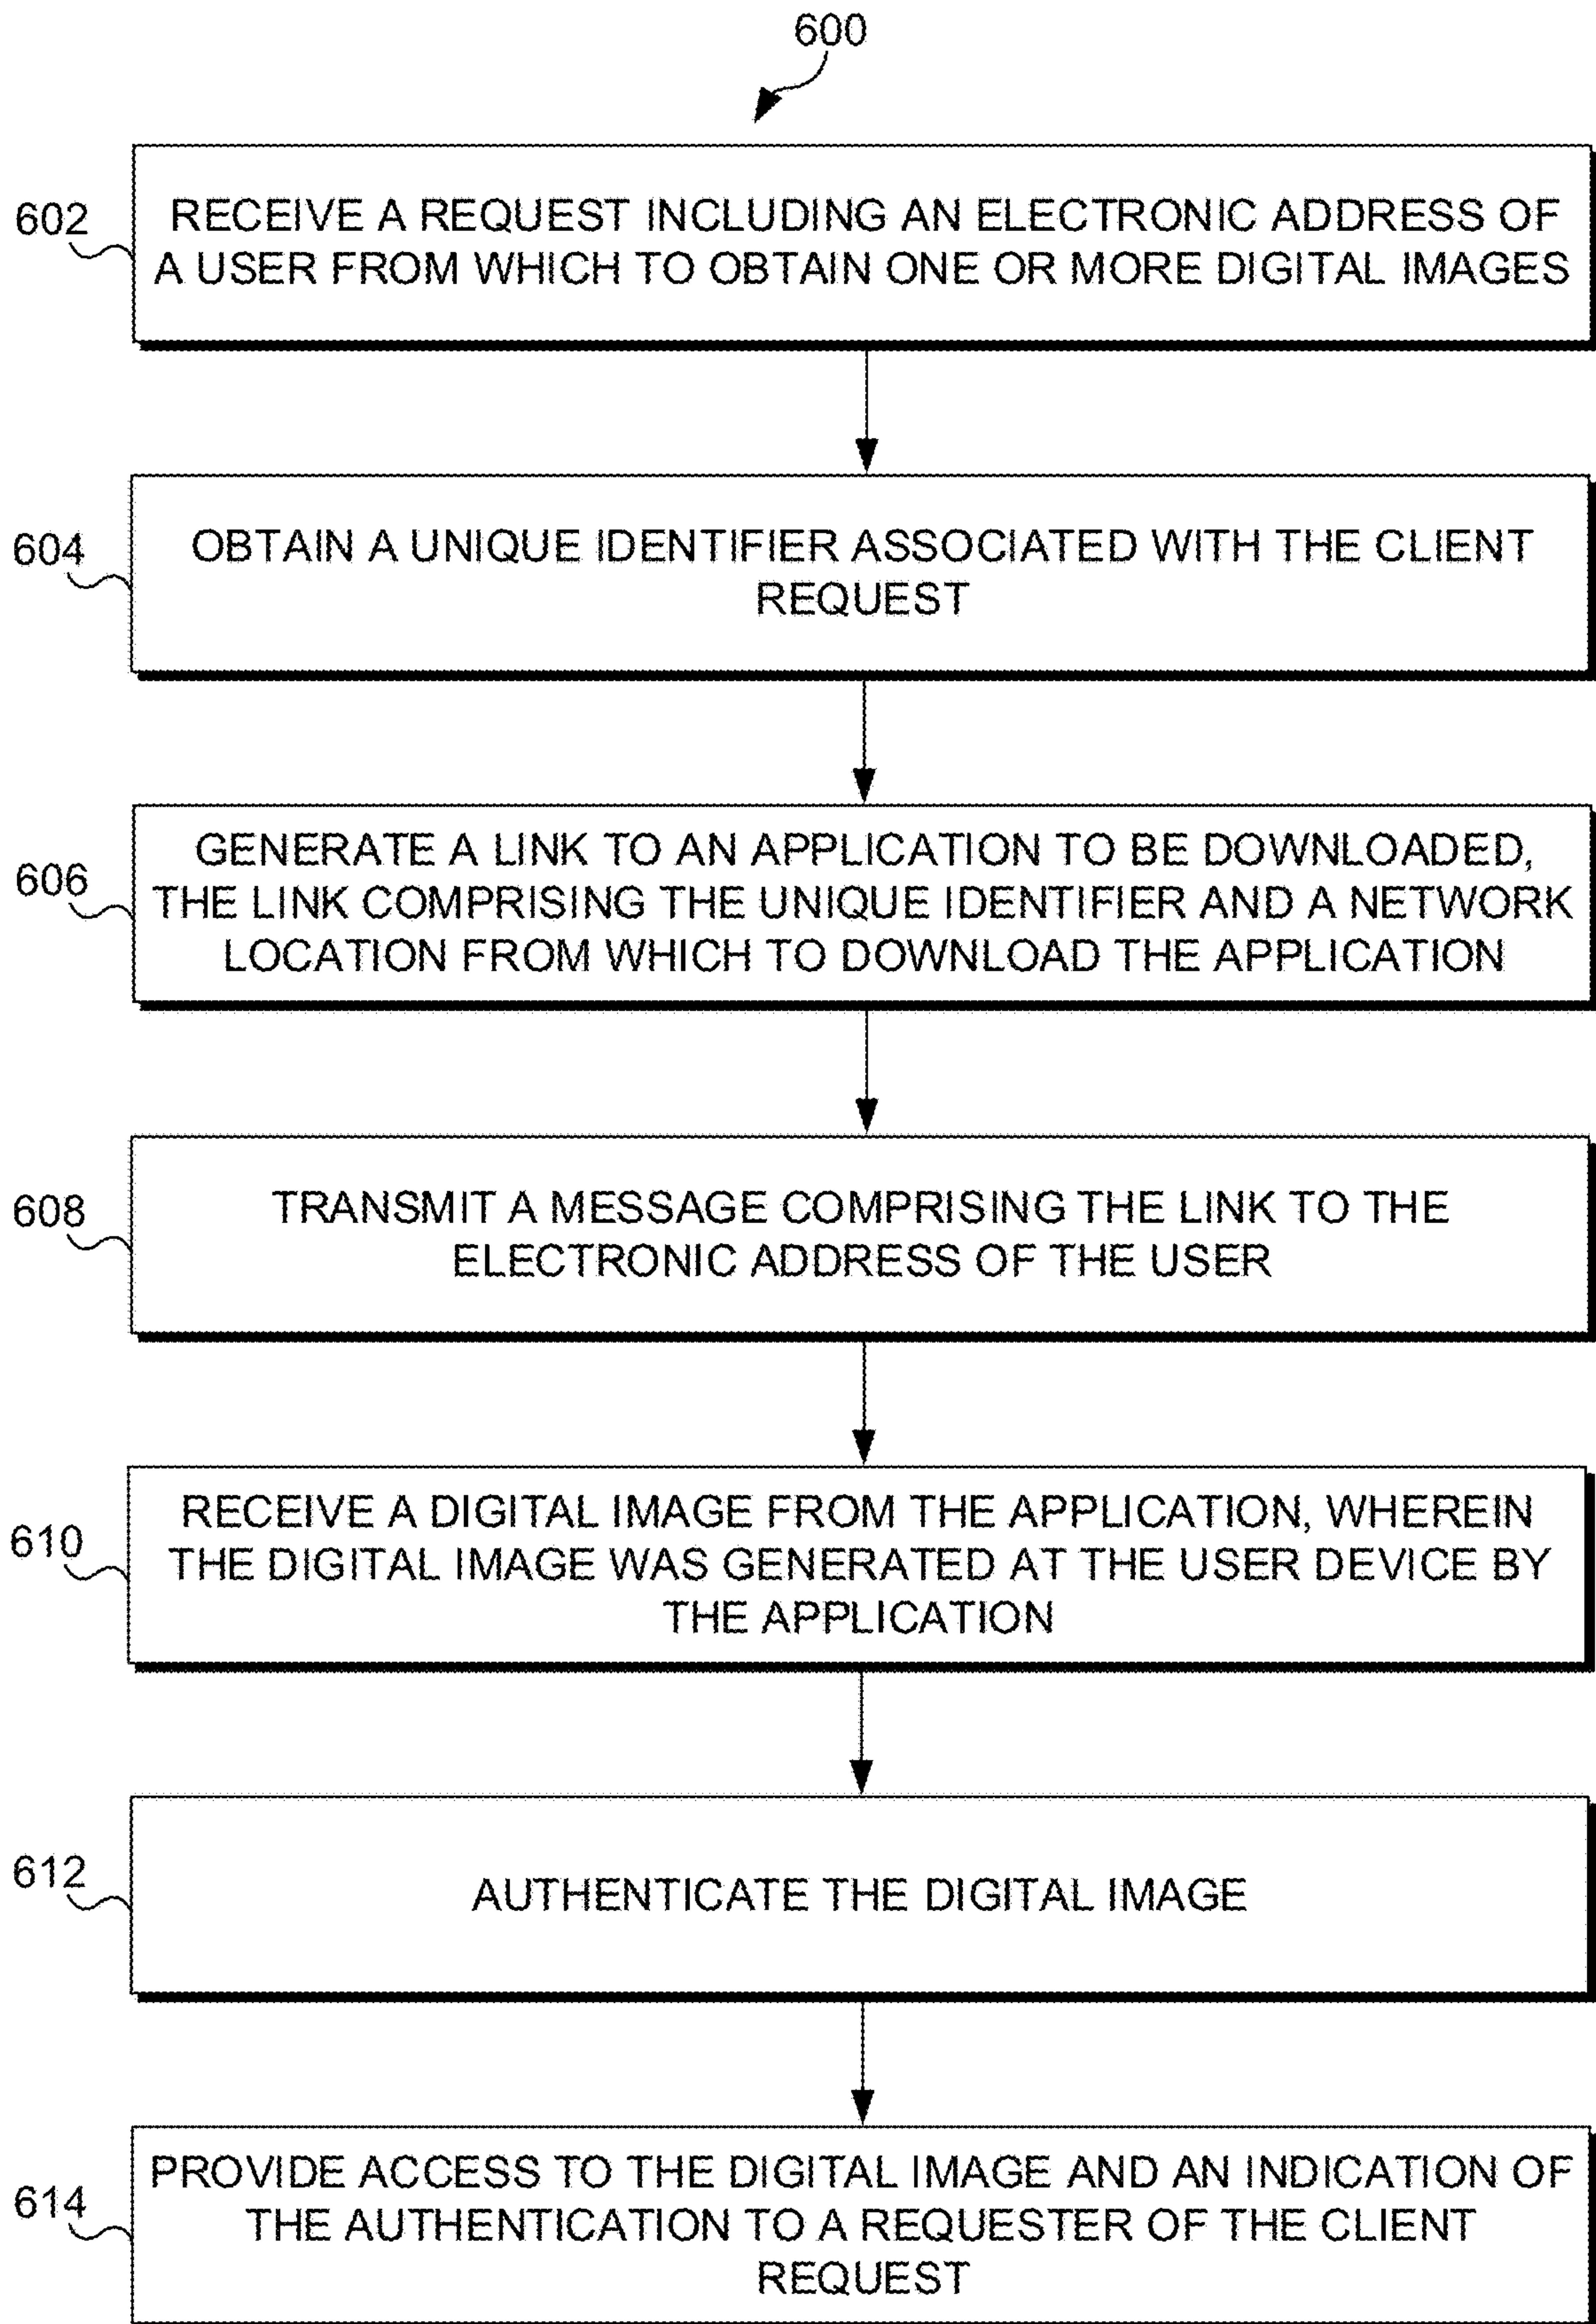 600
602
RECEIVE A REQUEST INCLUDING AN ELECTRONIC ADDRESS OF
A USER FROM WHICH TO OBTAIN ONE OR MORE DIGITAL IMAGES
604
OBTAIN A UNIQUE IDENTIFIER ASSOCIATED WITH THE CLIENT
REQUEST
606
GENERATE A LINK TO AN APPLICATION TO BE DOWNLOADED,
THE LINK COMPRISING THE UNIQUE IDENTIFIER AND A NETWORK
LOCATION FROM WHICH TO DOWNLOAD THE APPLICATION
608
TRANSMIT A MESSAGE COMPRISING THE LINK TO THE
ELECTRONIC ADDRESS OF THE USER
610
RECEIVE A DIGITAL IMAGE FROM THE APPLICATION, WHEREIN
THE DIGITAL IMAGE WAS GENERATED AT THE USER DEVICE BY
THE APPLICATION
612
AUTHENTICATE THE DIGITAL IMAGE
614
PROVIDE ACCESS TO THE DIGITAL IMAGE AND AN INDICATION OF
THE AUTHENTICATION TO A REQUESTER OF THE CLIENT
REQUEST